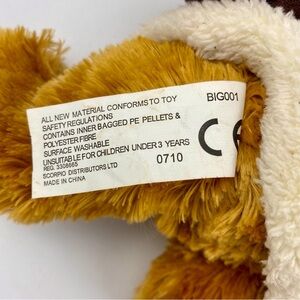 ALL NEW MATERIAL CONFORMS TO TOY
SAFETY REGULATIONS
CONTAINS INNER BAGGED PE PELLETS &
POLYESTER FIBRE
SURFACE WASHABLE
UNSUITABLE FOR CHILDREN UNDER 3 YEARS
REG. 3308665
SCORPIO DISTRIBUTORS LTD
MADE IN CHINA
BIG001
CE
0710